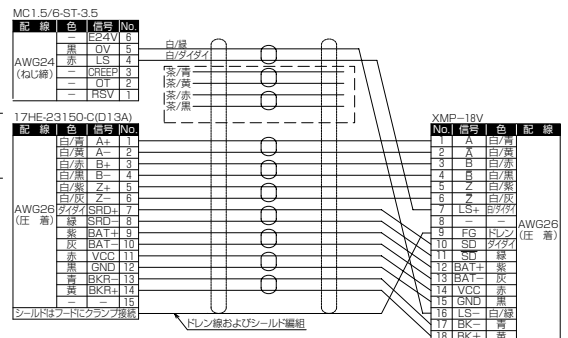 MC1.5/6-ST-3.5
配 線 色 信号 No.
AWG24
(ねじ締)
－ E24V 6
黒 0V 5
赤 LS 4
－ CREEP 3
－ OT 2
－ RSV 1
白/緑
白/ダイダイ
茶/青
茶/黄
茶/赤
茶/黒
17HE-23150-C(D13A)
配 線 色 信号 No.
AWG26
(圧 着)
白/青 A+ 1
白/黄 A- 2
白/赤 B+ 3
白/黒 B- 4
白/紫 Z+ 5
白/灰 Z- 6
ダイダイ SRD+ 7
緑 SRD- 8
紫 BAT+ 9
灰 BAT- 10
赤 VCC 11
黒 GND 12
青 BKR- 13
黄 BKR+ 14
－ － 15
シールドはフードにクランプ接続
ドレン線およびシールド編組
XMP-18V
No. 信号 色 配 線
1 A 白/青
2 A̅ 白/黄
3 B 白/赤
4 B̅ 白/黒
5 Z 白/紫
6 Z̅ 白/灰
7 LS+ 白/ダイダイ
8 － －
9 FG ドレン
10 SD ダイダイ
11 S̅D̅ 緑
12 BAT+ 紫
13 BAT- 灰
14 VCC 赤
15 GND 黒
16 LS- 白/緑
17 BK- 青
18 BK+ 黄
AWG26
(圧 着)